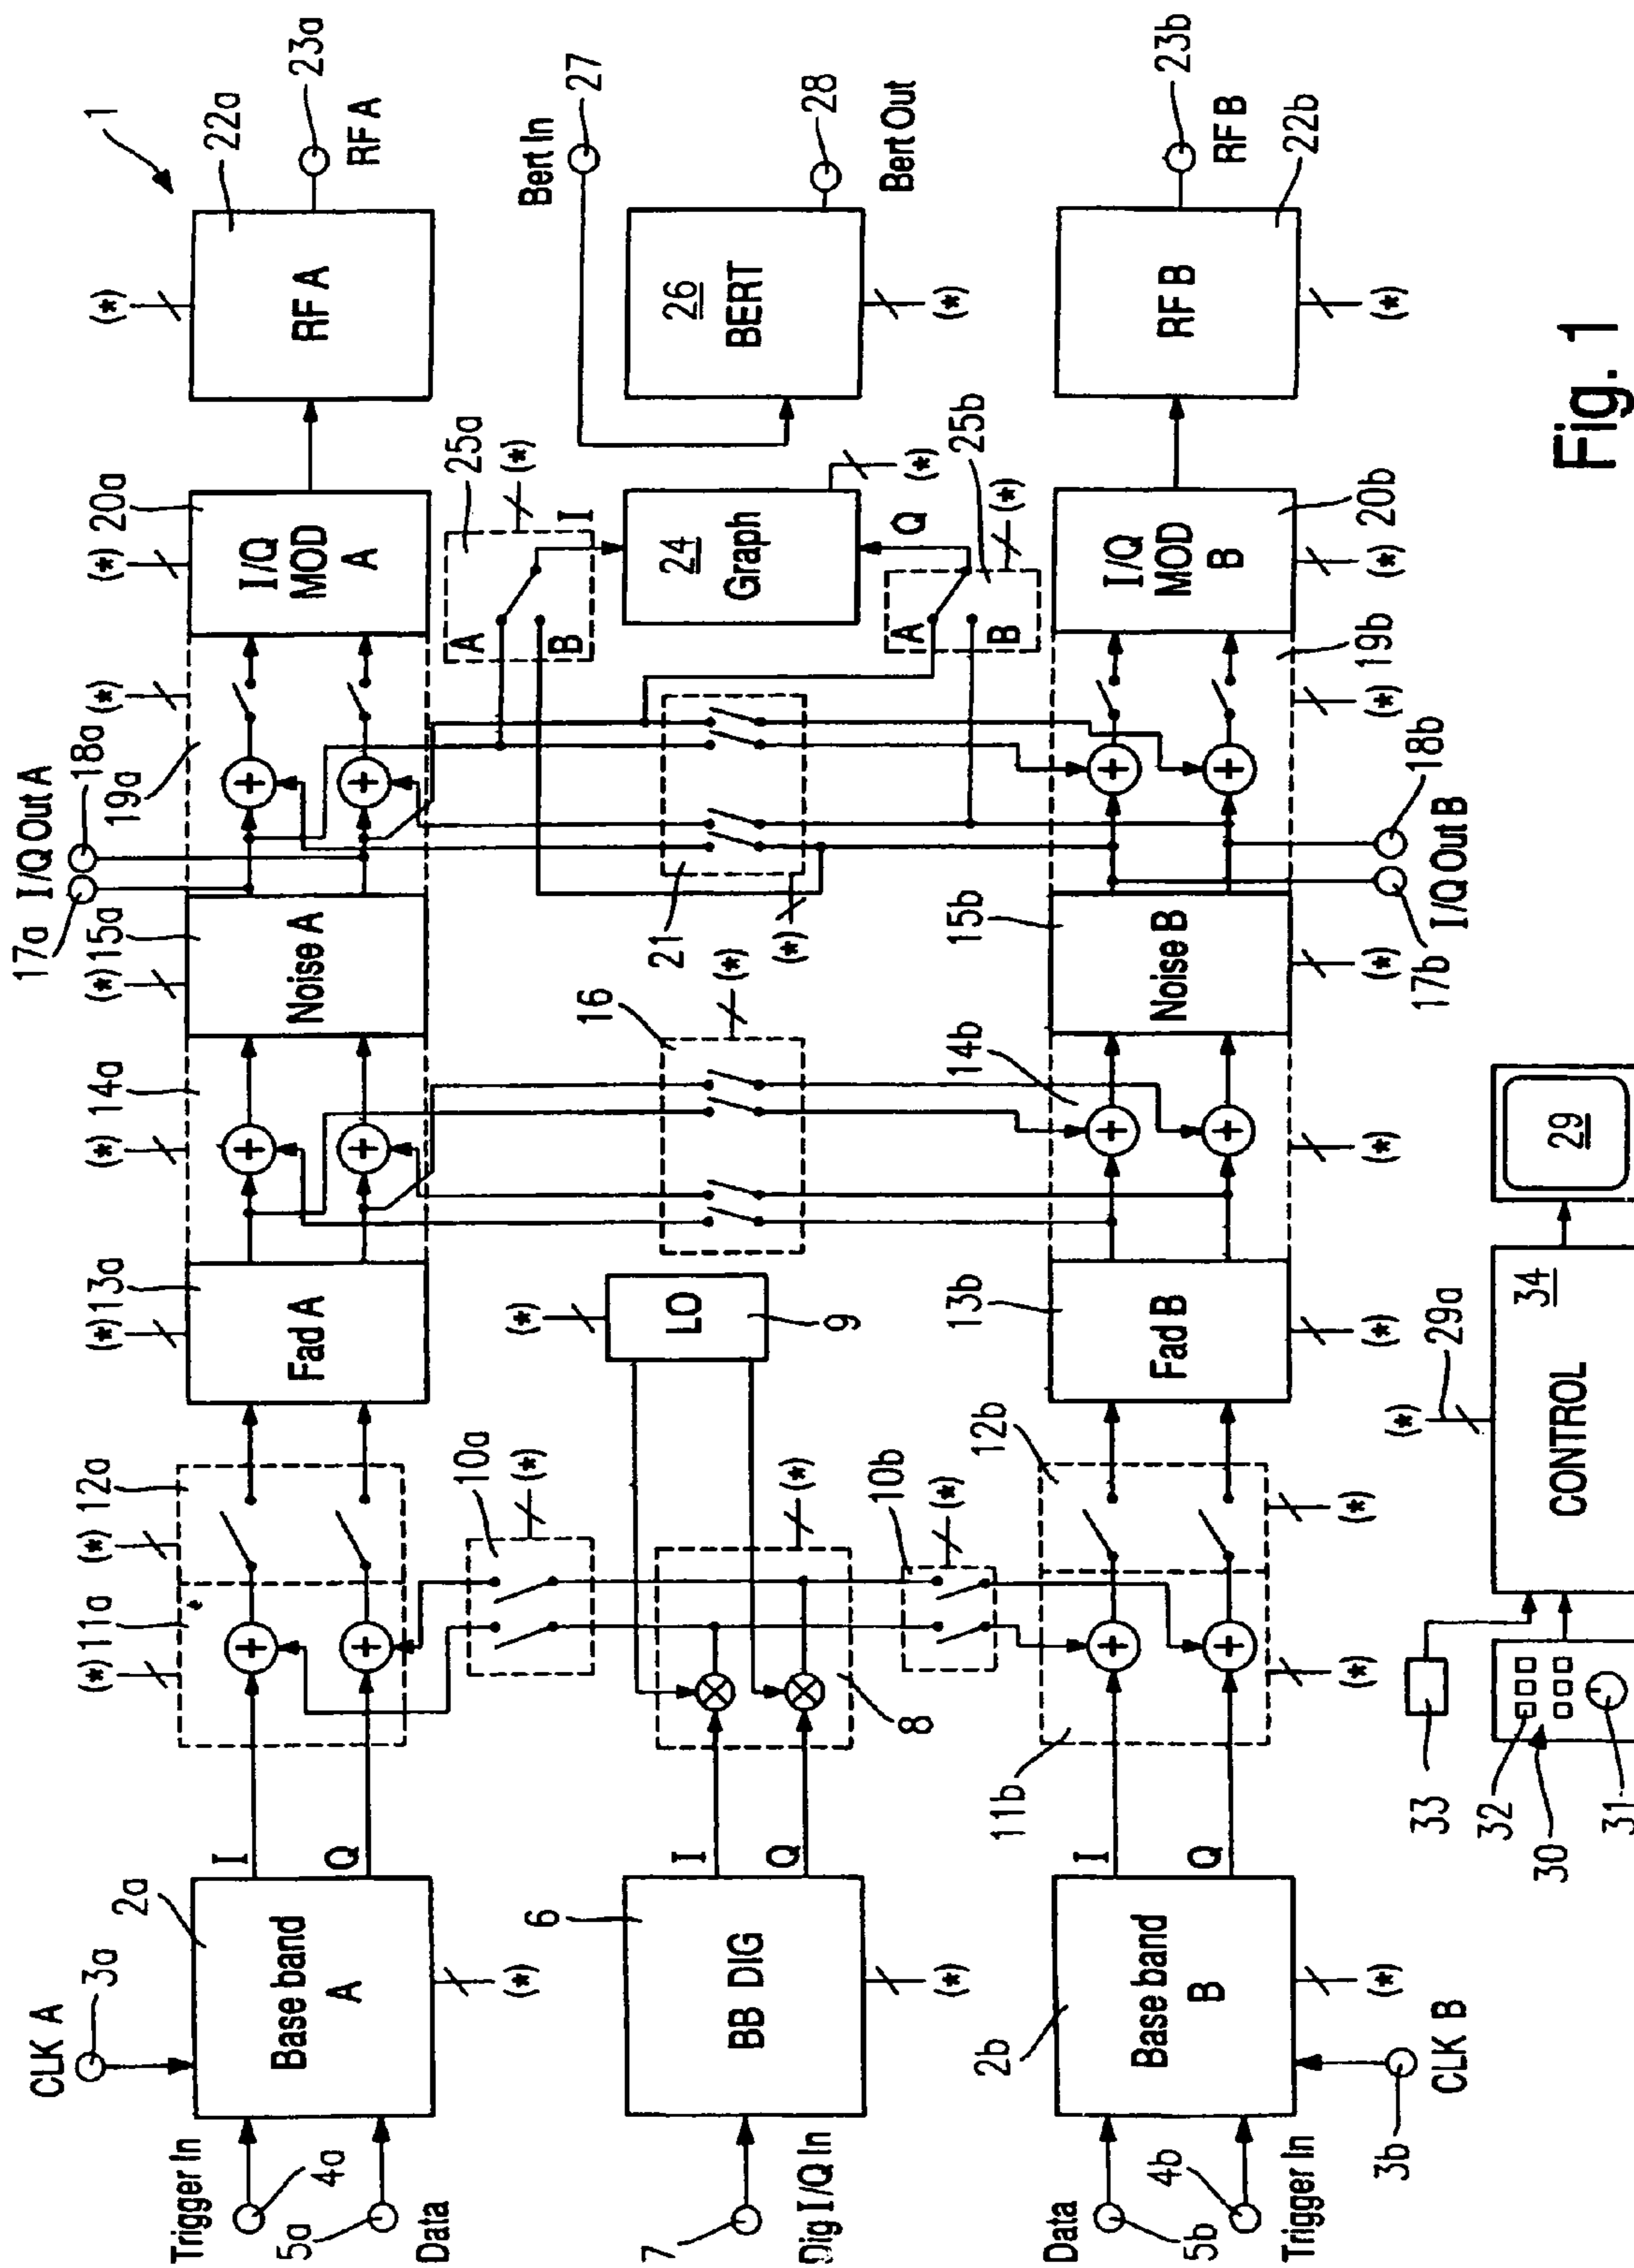 1
CLK A
3a
2a
Trigger In
4a
5a
Data
Base band
A
(*)
I
Q
(*) 11a
(*) 12a
*
(*) 13a
Fad A
(*) 14a
(*) 15a
Noise A
17a I/Q Out A
18a
19a
(*)
(*) 20a
I/Q
MOD
A
(*)
22a
RF A
23a
RF A
10a
(*)
(*)
LO
9
16
(*)
21
(*)
25a
(*)
A
B
I
24
Graph
(*)
Q
A
B
25b
(*)
Bert In
27
26
BERT
(*)
28
Bert Out
7
Dig I/Q In
6
BB DIG
(*)
I
Q
8
(*)
10b
(*)
Data
5b
4b
Trigger In
2b
Base band
B
(*)
3b
CLK B
I
Q
11b
(*)
12b
(*)
13b
Fad B
(*)
14b
(*)
15b
Noise B
(*)
17b
18b
I/Q Out B
19b
(*)
I/Q
MOD
B
20b
(*)
RF B
22b
(*)
23b
RF B
33
32
30
31
(*)
29a
34
CONTROL
29
Fig. 1